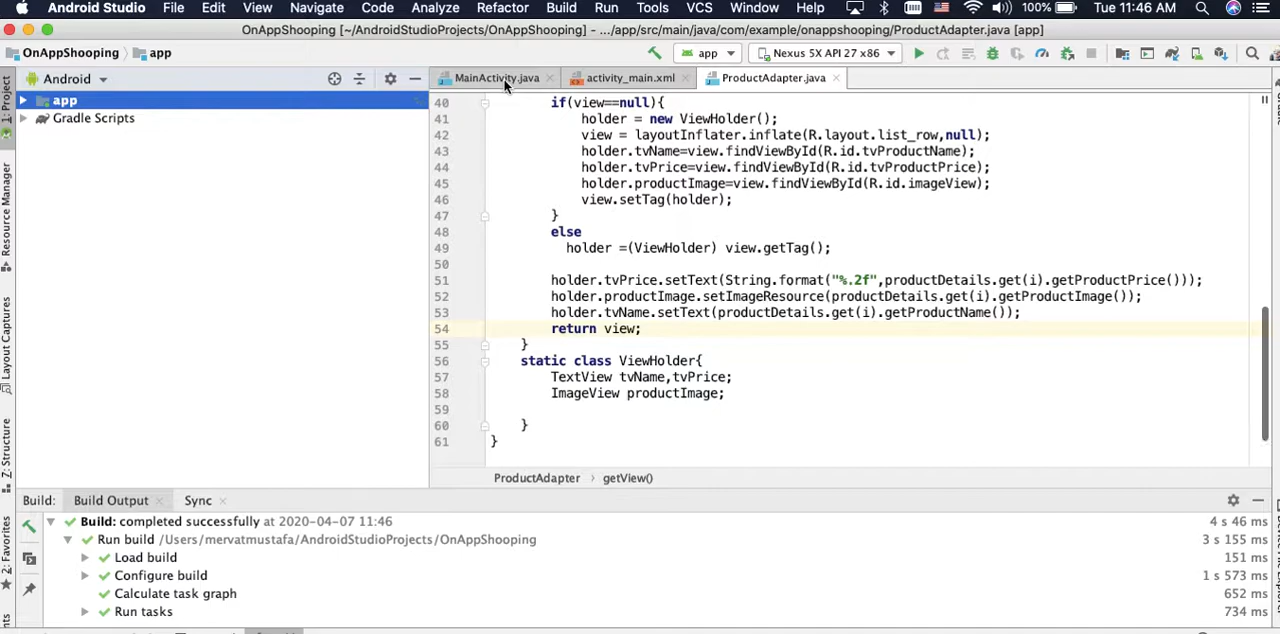 Android Studio File Edit View Navigate Code Analyze Refactor Build Run Tools VCS Window Help 100% Tue 11:46 AM
OnAppShooping [~/AndroidStudioProjects/OnAppShooping] - .../app/src/main/java/com/example/onappshooping/ProductAdapter.java [app]
OnAppShooping app app Nexus 5X API 27 x86
Android MainActivity.java activity_main.xml ProductAdapter.java
1: Project
Resource Manager
Layout Captures
Z: Structure
2: Favorites
app
Gradle Scripts
40 if(view==null){
41 holder = new ViewHolder();
42 view = layoutInflater.inflate(R.layout.list_row,null);
43 holder.tvName=view.findViewById(R.id.tvProductName);
44 holder.tvPrice=view.findViewById(R.id.tvProductPrice);
45 holder.productImage=view.findViewById(R.id.imageView);
46 view.setTag(holder);
47 }
48 else
49 holder =(ViewHolder) view.getTag();
50
51 holder.tvPrice.setText(String.format("%.2f",productDetails.get(i).getProductPrice()));
52 holder.productImage.setImageResource(productDetails.get(i).getProductImage());
53 holder.tvName.setText(productDetails.get(i).getProductName());
54 return view;
55 }
56 static class ViewHolder{
57 TextView tvName,tvPrice;
58 ImageView productImage;
59
60 }
61 }
ProductAdapter getView()
Build: Build Output Sync
Build: completed successfully at 2020-04-07 11:46 4 s 46 ms
Run build /Users/mervatmustafa/AndroidStudioProjects/OnAppShooping 3 s 155 ms
Load build 151 ms
Configure build 1 s 573 ms
Calculate task graph 652 ms
Run tasks 734 ms